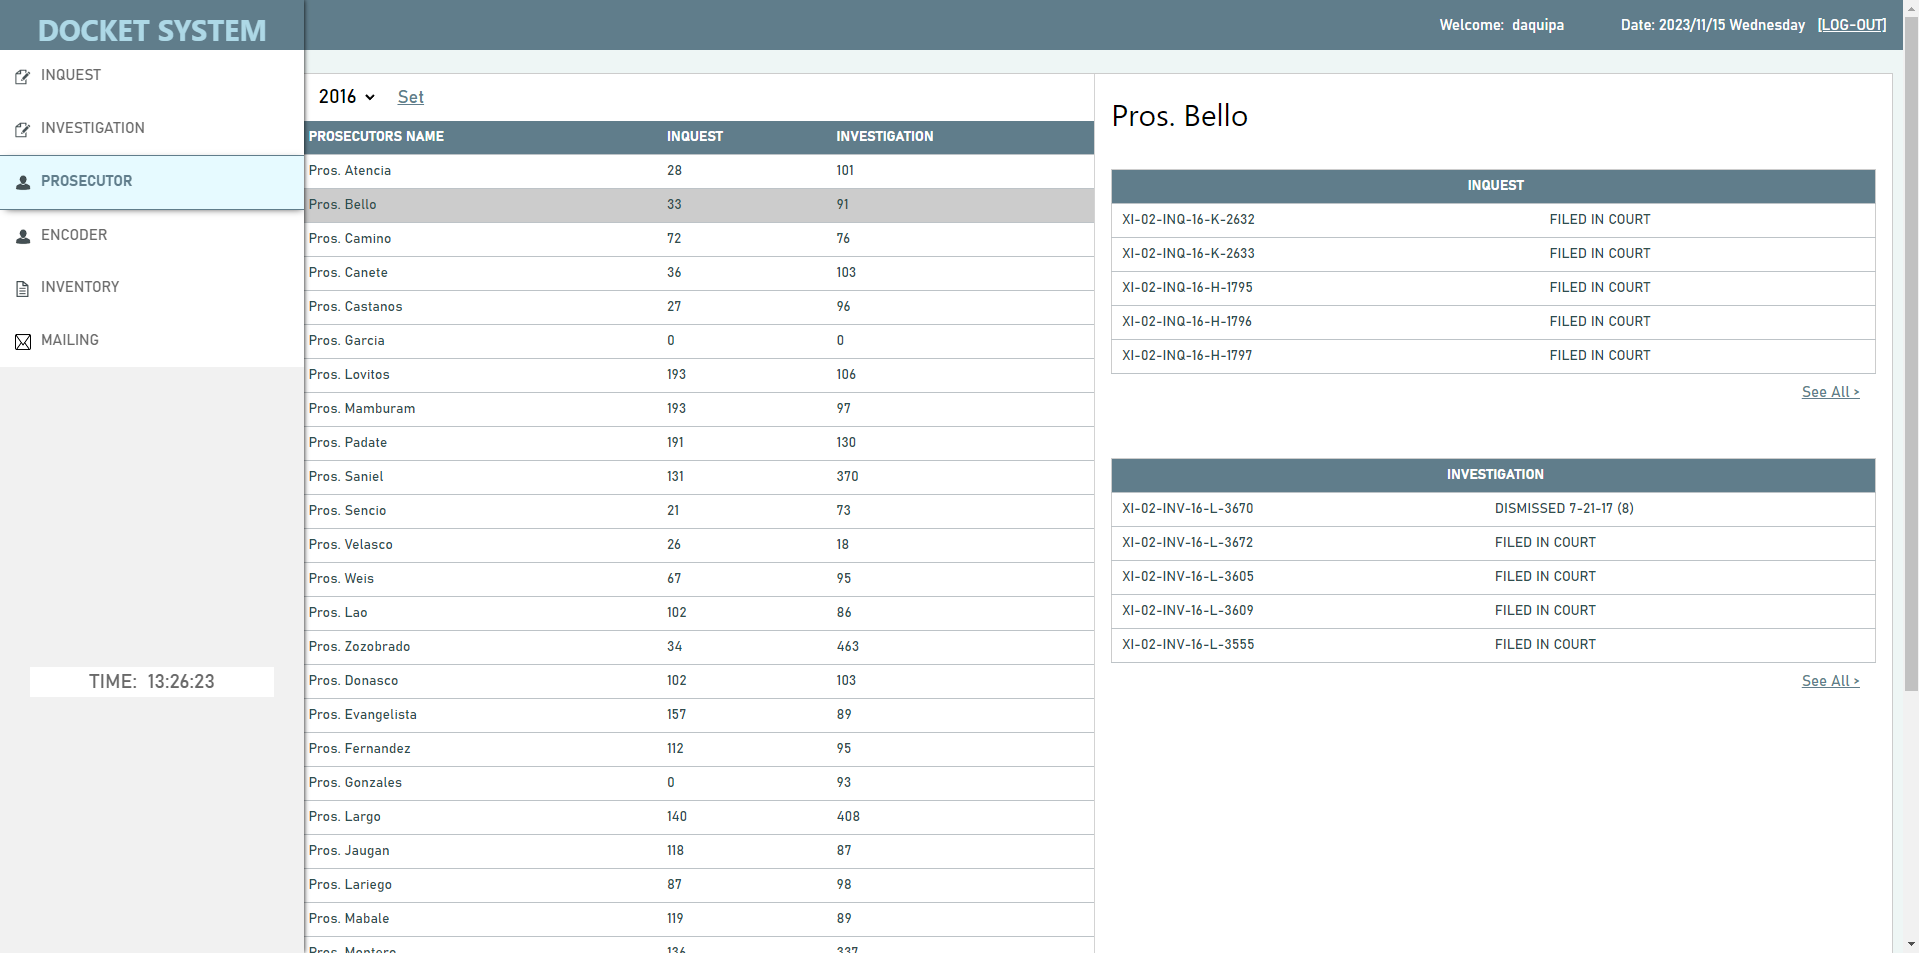 DOCKET SYSTEM
Welcome: daquipa Date: 2023/11/15 Wednesday [LOG-OUT]
INQUEST
INVESTIGATION
PROSECUTOR
ENCODER
INVENTORY
MAILING
TIME: 13:26:23
2016 Set
PROSECUTORS NAME INQUEST INVESTIGATION
Pros. Atencia 28 101
Pros. Bello 33 91
Pros. Camino 72 76
Pros. Canete 36 103
Pros. Castanos 27 96
Pros. Garcia 0 0
Pros. Lovitos 193 106
Pros. Mamburam 193 97
Pros. Padate 191 130
Pros. Saniel 131 370
Pros. Sencio 21 73
Pros. Velasco 26 18
Pros. Weis 67 95
Pros. Lao 102 86
Pros. Zozobrado 34 463
Pros. Donasco 102 103
Pros. Evangelista 157 89
Pros. Fernandez 112 95
Pros. Gonzales 0 93
Pros. Largo 140 408
Pros. Jaugan 118 87
Pros. Lariego 87 98
Pros. Mabale 119 89
Pros. Montero 136 337
Pros. Bello
INQUEST
XI-02-INQ-16-K-2632 FILED IN COURT
XI-02-INQ-16-K-2633 FILED IN COURT
XI-02-INQ-16-H-1795 FILED IN COURT
XI-02-INQ-16-H-1796 FILED IN COURT
XI-02-INQ-16-H-1797 FILED IN COURT
See All >
INVESTIGATION
XI-02-INV-16-L-3670 DISMISSED 7-21-17 (8)
XI-02-INV-16-L-3672 FILED IN COURT
XI-02-INV-16-L-3605 FILED IN COURT
XI-02-INV-16-L-3609 FILED IN COURT
XI-02-INV-16-L-3555 FILED IN COURT
See All >